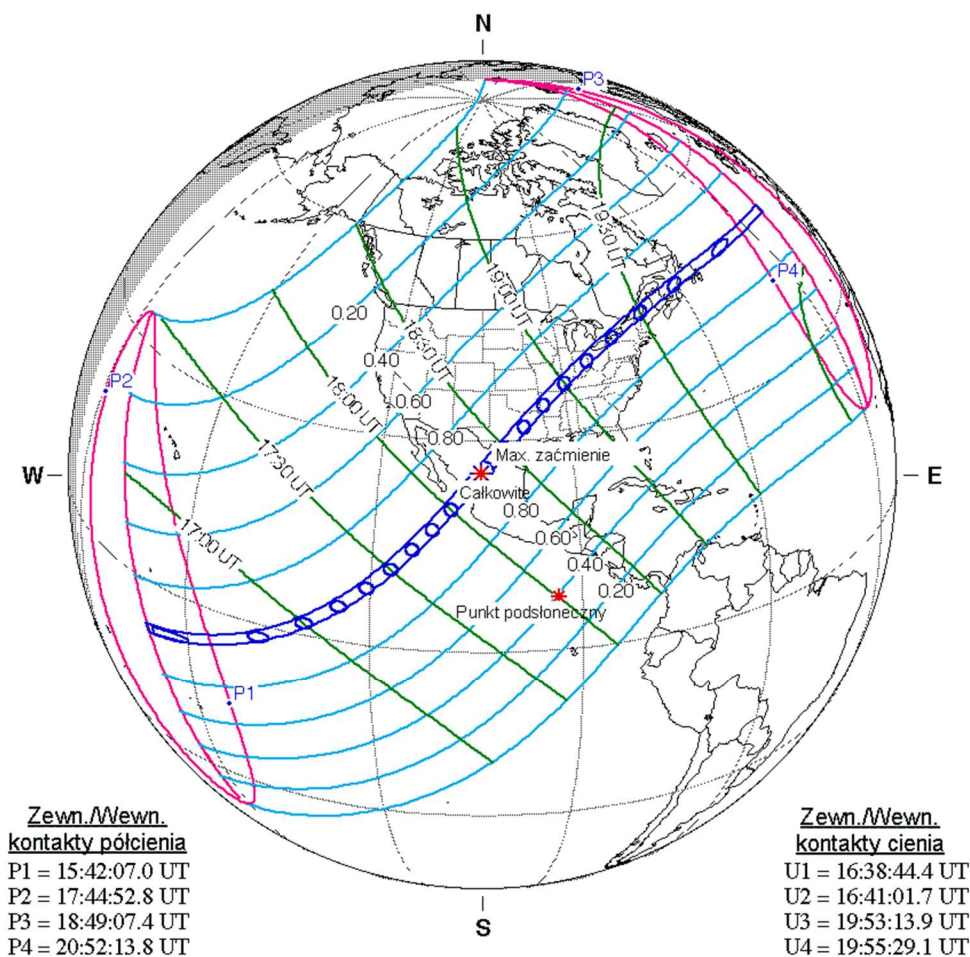 N
P3
19:30 UT
P4
19:00 UT
0.20
18:30 UT
0.40
P2
18:00 UT
0.60
0.80
17:30 UT
Max. zaćmienie
W
E
Całkowite
0.80
17:00 UT
0.60
0.40
0.20
Punkt podsłoneczny
P1
Zewn./Wewn.
kontakty półcienia
P1 = 15:42:07.0 UT
P2 = 17:44:52.8 UT
P3 = 18:49:07.4 UT
P4 = 20:52:13.8 UT
S
Zewn./Wewn.
kontakty cienia
U1 = 16:38:44.4 UT
U2 = 16:41:01.7 UT
U3 = 19:53:13.9 UT
U4 = 19:55:29.1 UT